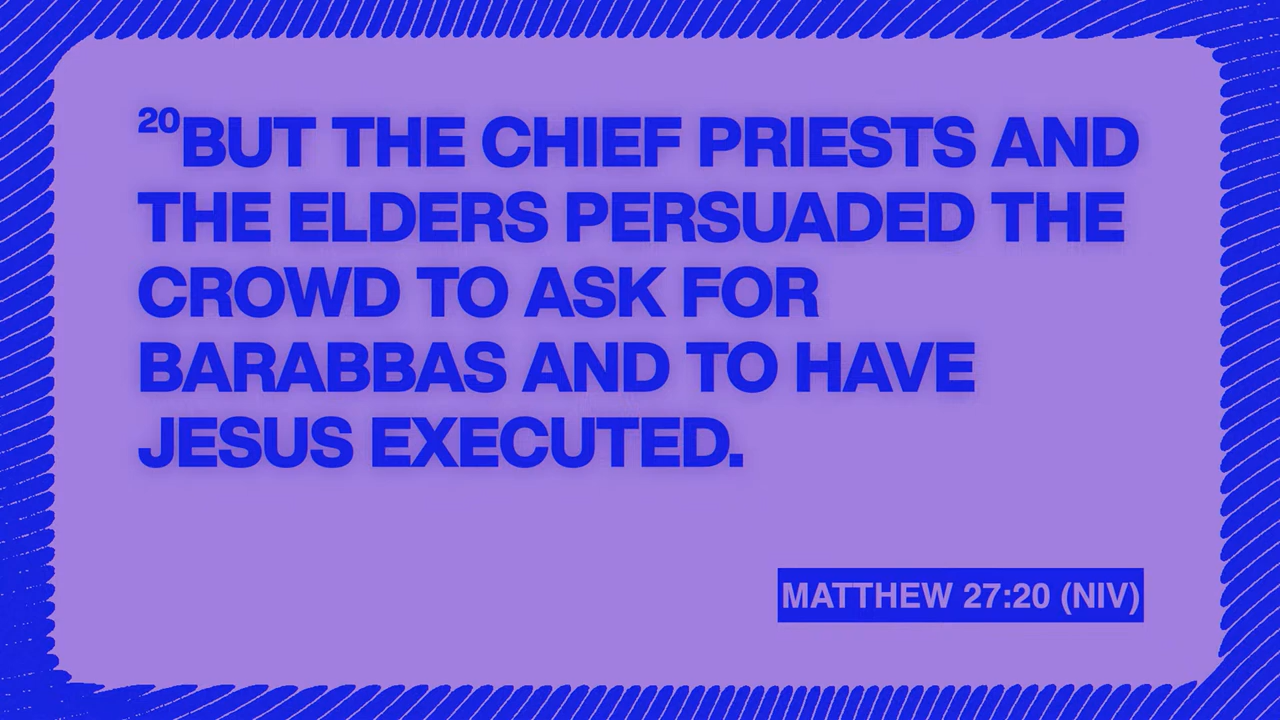 20BUT THE CHIEF PRIESTS AND
THE ELDERS PERSUADED THE
CROWD TO ASK FOR
BARABBAS AND TO HAVE
JESUS EXECUTED.
MATTHEW 27:20 (NIV)